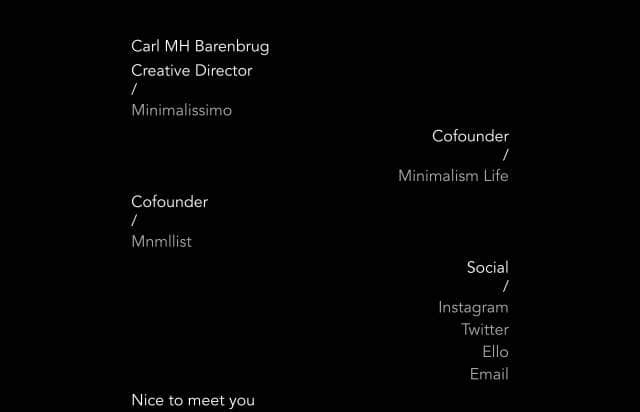 Carl MH Barenbrug
Creative Director
/
Minimalissimo
Cofounder
/
Minimalism Life
Cofounder
/
Mnmllist
Social
/
Instagram
Twitter
Ello
Email
Nice to meet you